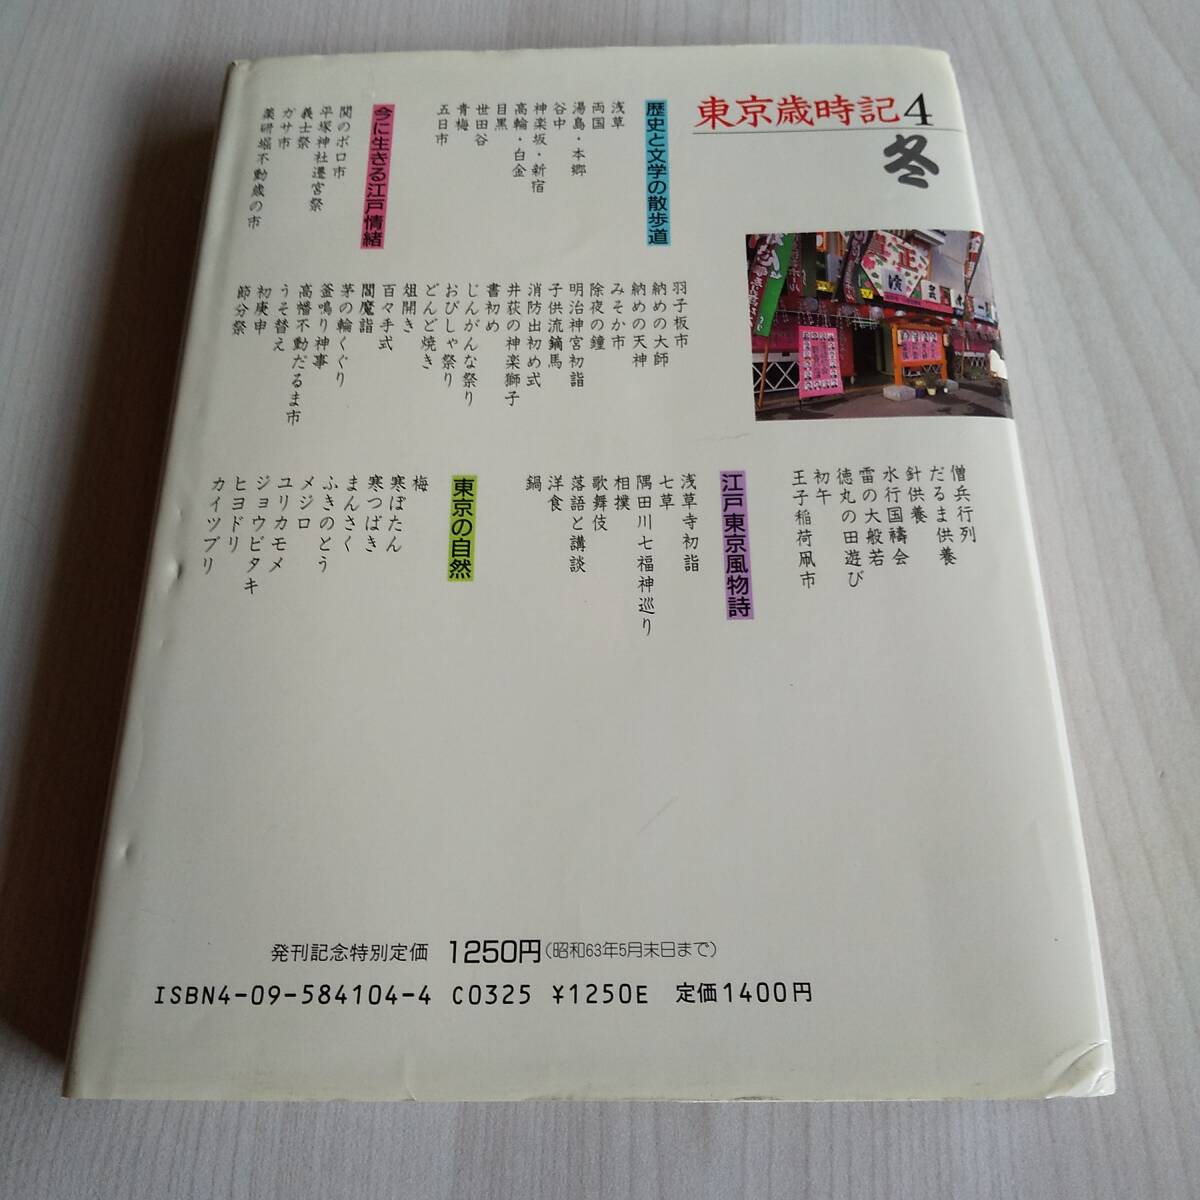 東京歳時記4
冬
歴史と文学の散歩道
浅草
両国
湯島・本郷
谷中
神楽坂・新宿
高輪・白金
目黒
世田谷
青梅
五日市
今に生きる江戸情緒
関のボロ市
平塚神社遷宮祭
義士祭
ガサ市
薬研堀不動歳の市
羽子板市
納めの大師
納めの天神
みそか市
除夜の鐘
明治神宮初詣
子供流鏑馬
消防出初め式
井荻の神楽獅子
書初め
じんがんな祭り
おびしゃ祭り
どんど焼き
俎開き
百々手式
閻魔詣
茅の輪くぐり
釜鳴り神事
高幡不動だるま市
うそ替え
初庚申
節分祭
僧兵行列
だるま供養
針供養
水行国禱会
雷の大般若
徳丸の田遊び
初午
王子稲荷凧市
江戸東京風物詩
浅草寺初詣
七草
隅田川七福神巡り
相撲
歌舞伎
落語と講談
洋食
鍋
東京の自然
梅
寒ぼたん
寒つばき
まんさく
ふきのとう
メジロ
ユリカモメ
ジョウビタキ
ヒヨドリ
カイツブリ
発刊記念特別定価 1250円(昭和63年5月末日まで)
ISBN4-09-584104-4 C0325 ¥1250E 定価1400円